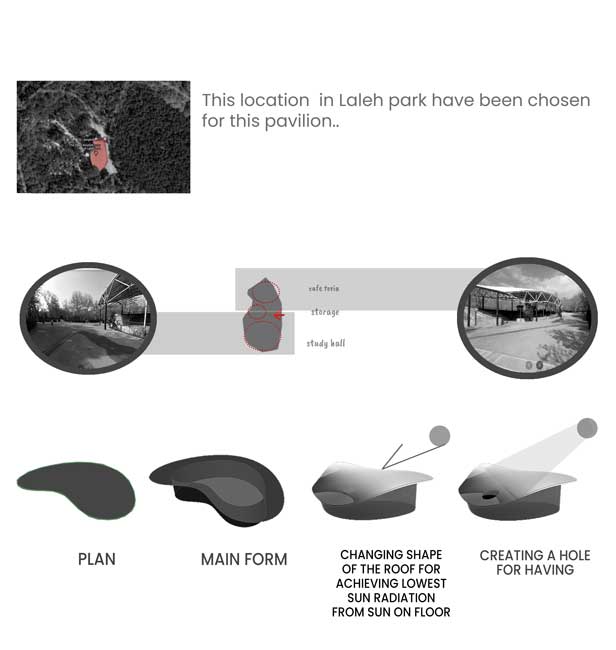 This location in Laleh park have been chosen
for this pavilion..
cafe teria
storage
study hall
PLAN
MAIN FORM
CHANGING SHAPE
OF THE ROOF FOR
ACHIEVING LOWEST
SUN RADIATION
FROM SUN ON FLOOR
CREATING A HOLE
FOR HAVING